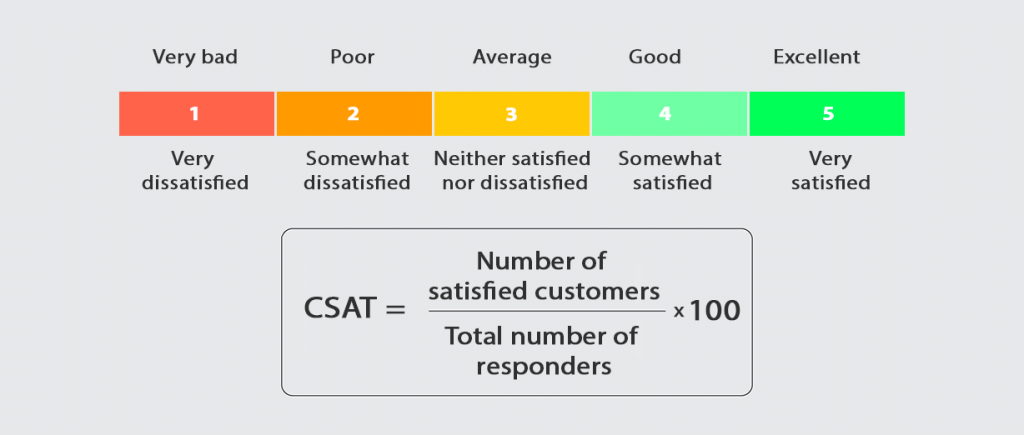 Very bad Poor Average Good Excellent
1 2 3 4 5
Very Somewhat Neither satisfied Somewhat Very
dissatisfied dissatisfied nor dissatisfied satisfied satisfied
Number of
satisfied customers
CSAT = × 100
Total number of
responders